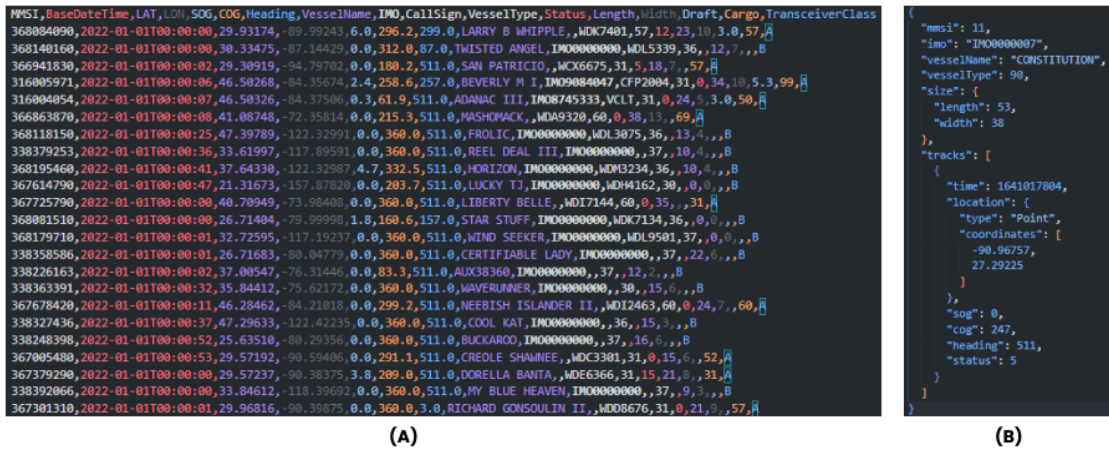 MMSI,BaseDateTime,LAT,LON,SOG,COG,Heading,VesselName,IMO,CallSign,VesselType,Status,Length,Width,Draft,Cargo,TransceiverClass
368084090,2022-01-01T00:00:00,29.93174,-89.99243,6.0,296.2,299.0,LARRY B WHIPPLE,,WDK7401,57,12,23,10,3.0,57,A
368140160,2022-01-01T00:00:00,30.33475,-87.14429,0.0,312.0,87.0,TWISTED ANGEL,IMO0000000,WDL5339,36,,12,7,,,B
366941830,2022-01-01T00:00:02,29.30919,-94.79702,0.0,180.2,511.0,SAN PATRICIO,,WCX6675,31,5,18,7,,57,A
316005971,2022-01-01T00:00:06,46.50268,-84.35674,2.4,258.6,257.0,BEVERLY M I,IMO9084047,CFP2004,31,0,34,10,5.3,99,A
316004054,2022-01-01T00:00:07,46.50326,-84.37506,0.3,61.9,511.0,ADANAC III,IMO8745333,VCLT,31,0,24,5,3.0,50,A
366863870,2022-01-01T00:00:08,41.08748,-72.35814,0.0,215.3,511.0,MASHOMACK,,WDA9320,60,0,38,13,,69,A
368118150,2022-01-01T00:00:25,47.39789,-122.32991,0.0,360.0,511.0,FROLIC,IMO0000000,WDL3075,36,,13,4,,,B
338379253,2022-01-01T00:00:36,33.61997,-117.89591,0.0,360.0,511.0,REEL DEAL III,IMO0000000,,37,,10,4,,,B
368195460,2022-01-01T00:00:41,37.64330,-122.32987,4.7,332.5,511.0,HORIZON,IMO0000000,WDM3234,36,,10,4,,,B
367614790,2022-01-01T00:00:47,21.31673,-157.87820,0.0,203.7,511.0,LUCKY TJ,IMO0000000,WDH4162,30,,0,0,,,B
367725790,2022-01-01T00:00:00,40.70949,-73.98408,0.0,360.0,511.0,LIBERTY BELLE,,WDI7144,60,0,35,,,31,A
368081510,2022-01-01T00:00:00,26.71404,-79.99998,1.8,160.6,157.0,STAR STUFF,IMO0000000,WDK7134,36,,0,0,,,B
368179710,2022-01-01T00:00:01,32.72595,-117.19237,0.0,360.0,511.0,WIND SEEKER,IMO0000000,WDL9501,37,,0,0,,,B
338358586,2022-01-01T00:00:01,26.71683,-80.04779,0.0,360.0,511.0,CERTIFIABLE LADY,IMO0000000,,37,,22,6,,,B
338226163,2022-01-01T00:00:02,37.00547,-76.31446,0.0,83.3,511.0,AUX38360,IMO0000000,,37,,12,2,,,B
338363391,2022-01-01T00:00:32,35.84412,-75.62172,0.0,360.0,511.0,WAVERUNNER,IMO0000000,,30,,15,6,,,B
367678420,2022-01-01T00:00:11,46.28462,-84.21018,0.0,299.2,511.0,NEEBISH ISLANDER II,,WDI2463,60,0,24,7,,60,A
338327436,2022-01-01T00:00:37,47.29633,-122.42235,0.0,360.0,511.0,COOL KAT,IMO0000000,,36,,15,3,,,B
338248398,2022-01-01T00:00:52,25.63510,-80.29356,0.0,360.0,511.0,BUCKAROO,IMO0000000,,37,,16,6,,,B
367005480,2022-01-01T00:00:53,29.57192,-90.59406,0.0,291.1,511.0,CREOLE SHAWNEE,,WDC3301,31,0,15,6,,52,A
367379290,2022-01-01T00:00:00,29.57237,-90.38375,3.8,209.0,511.0,DORELLA BANTA,,WDE6366,31,15,21,8,,31,A
338392066,2022-01-01T00:00:00,33.84612,-118.39692,0.0,360.0,511.0,MY BLUE HEAVEN,IMO0000000,,37,,9,3,,,B
367301310,2022-01-01T00:00:01,29.96816,-90.39875,0.0,360.0,3.0,RICHARD GONSOULIN II,,WDD8676,31,0,21,9,,57,A
(A)
{
"mmsi": 11,
"imo": "IMO0000007",
"vesselName": "CONSTITUTION",
"vesselType": 90,
"size": {
"length": 53,
"width": 38
},
"tracks": [
{
"time": 1641017804,
"location": {
"type": "Point",
"coordinates": [
-90.96757,
27.29225
]
},
"sog": 0,
"cog": 247,
"heading": 511,
"status": 5
}
]
}
(B)